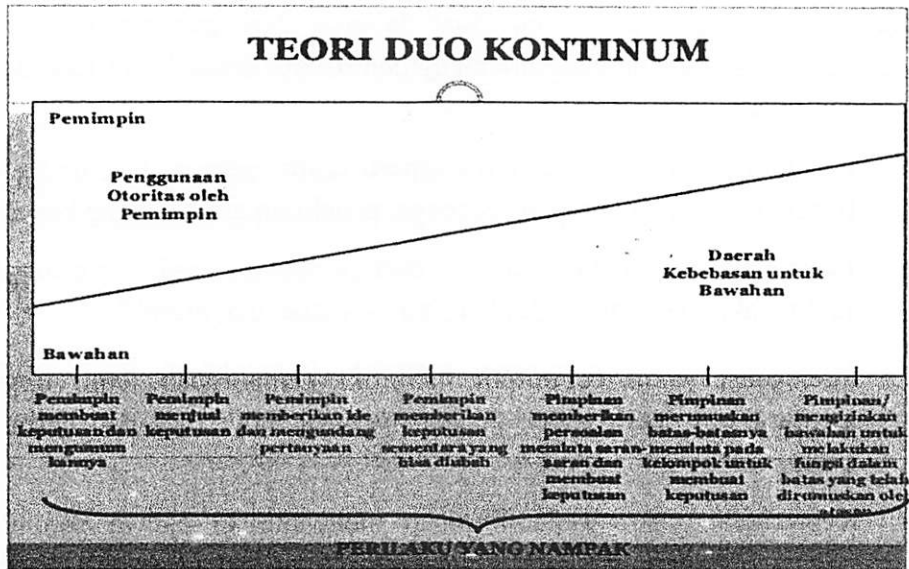 TEORI DUO KONTINUM
Pemimpin
Penggunaan
Otoritas oleh
Pemimpin
Daerah
Kebebasan untuk
Bawahan
Bawahan
Pemimpin
membuat
keputusan dan
mengumum
kannya
Pemimpin
menjual
keputusan
Pemimpin
memberikan ide
dan mengundang
pertanyaan
Pemimpin
memberikan
keputusan
sementara yang
bisa diubah
Pimpinan
memberikan
persoalan
meminta saran-
saran dan
membuat
keputusan
Pimpinan
merumuskan
batas-batasnya
meminta pada
kelompok untuk
membuat
keputusan
Pimpinan/
mengizinkan
bawahan untuk
melakukan
fungsi dalam
batas yang telah
dirumuskan oleh
atasan
PERILAKU YANG NAMPAK